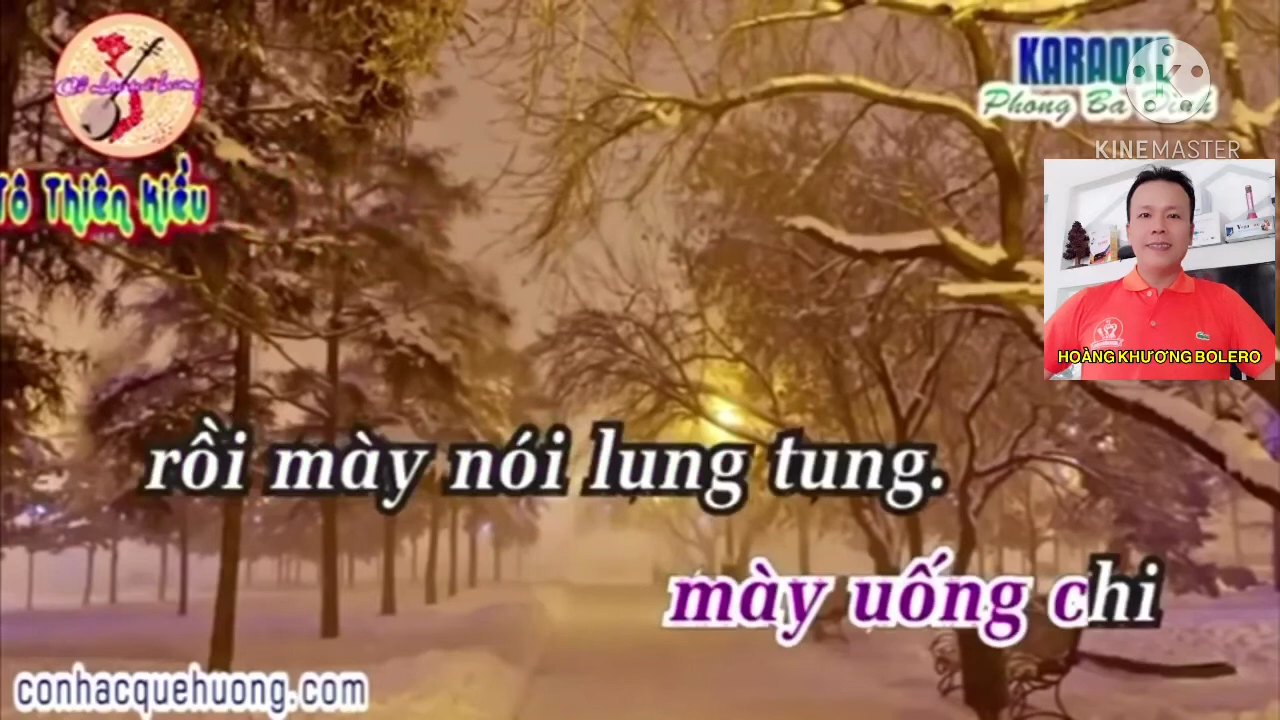 KARAOKE
Phong Ba Đình
KINEMASTER
Tô Thiên Kiều
HOÀNG KHƯƠNG BOLERO
rồi mày nói lung tung.
mày uống chi
conhacquehuong.com